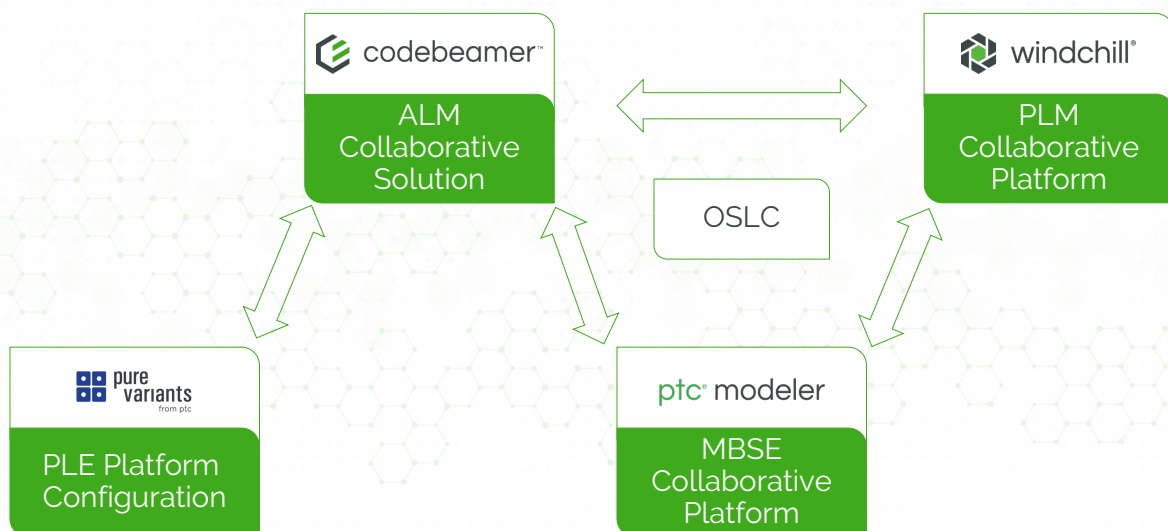 codebeamer™
ALM
Collaborative
Solution
windchill®
PLM
Collaborative
Platform
OSLC
pure
variants
from ptc
PLE Platform
Configuration
ptc® modeler
MBSE
Collaborative
Platform